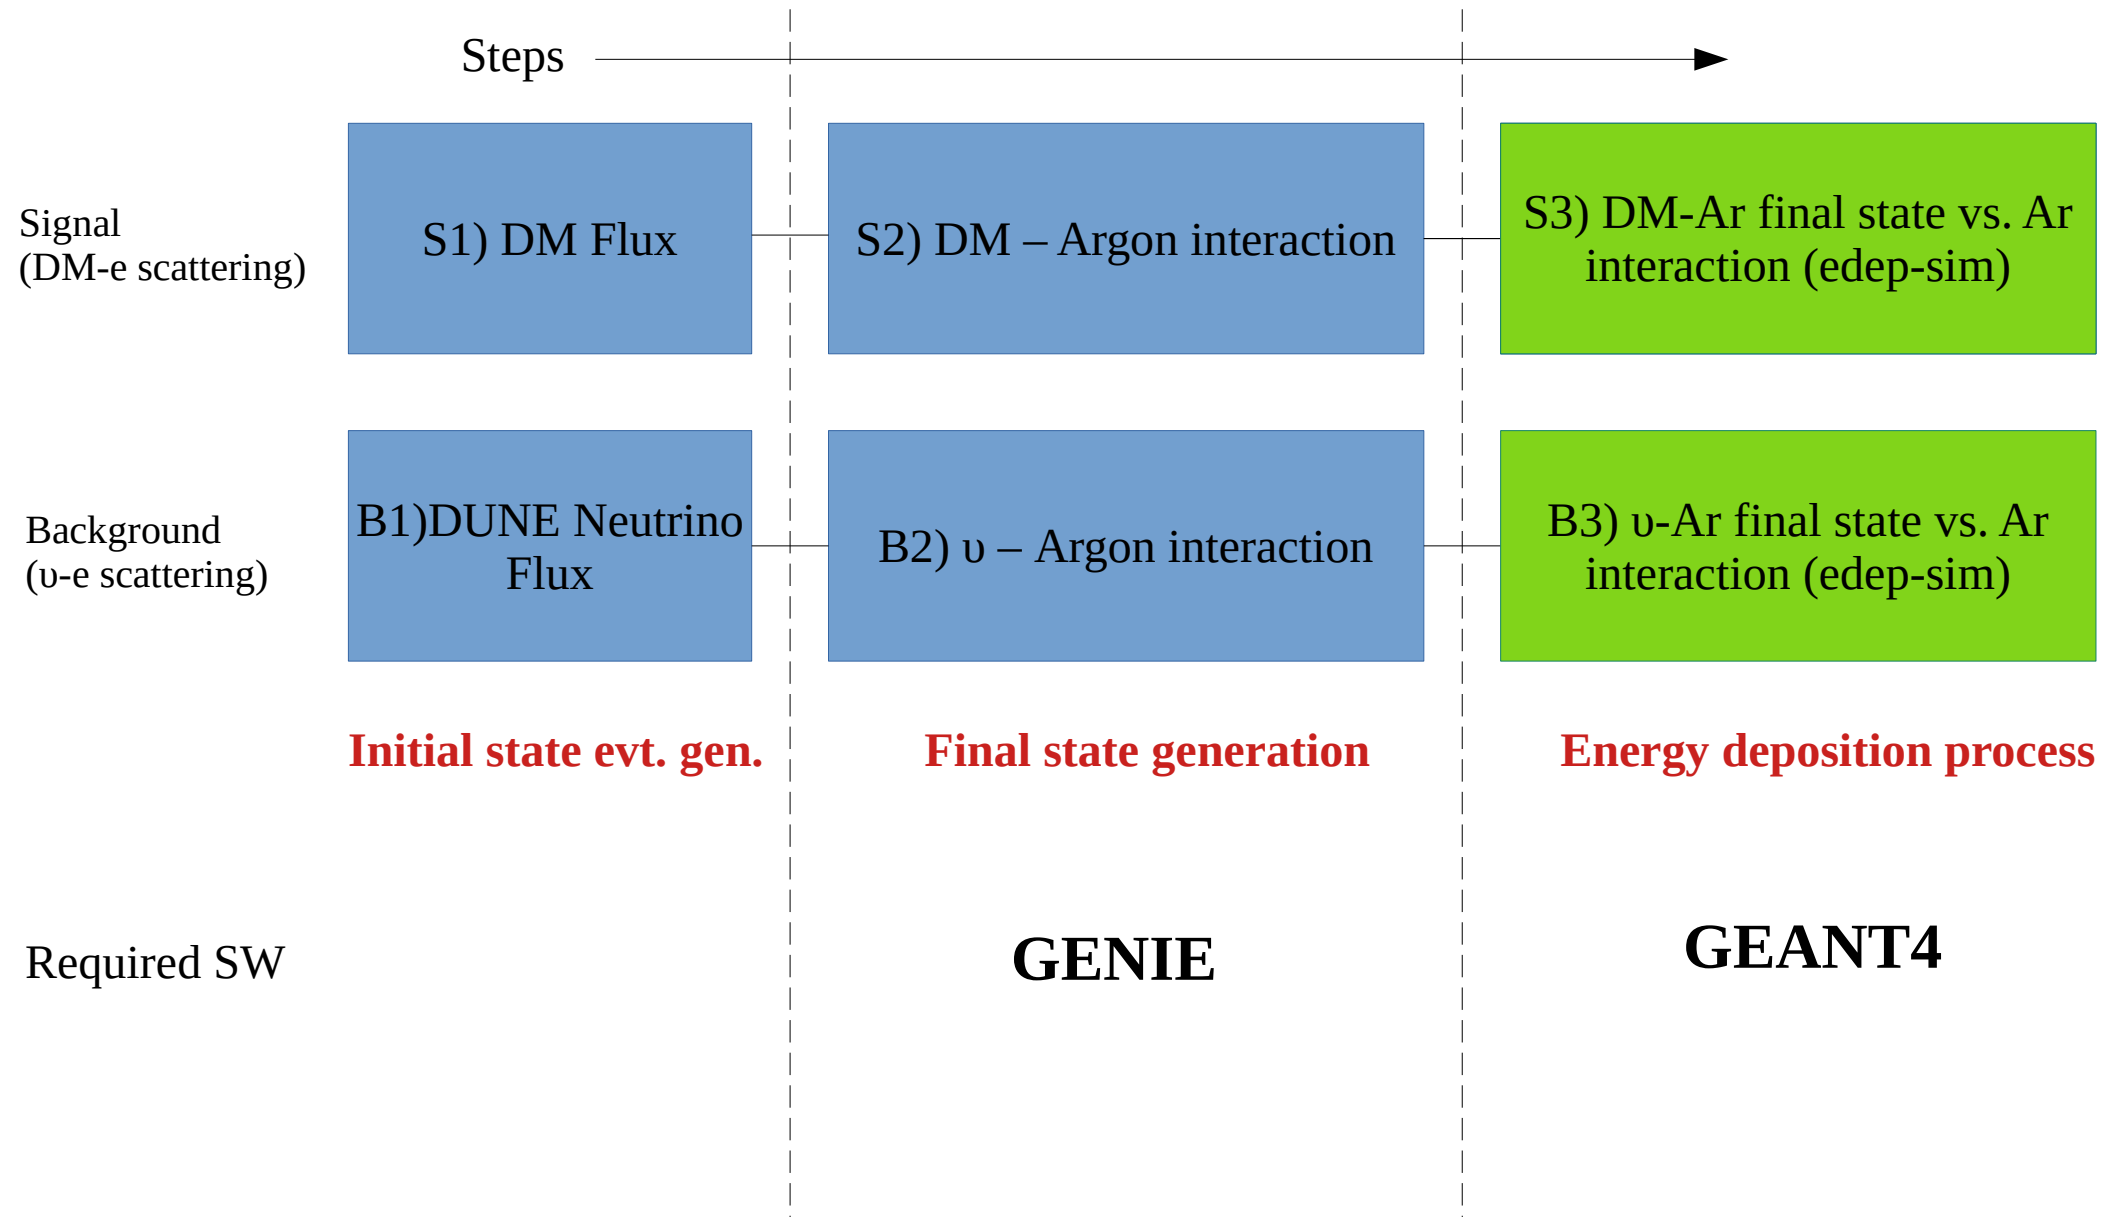 Steps
Signal
(DM-e scattering)
S1) DM Flux
S2) DM – Argon interaction
S3) DM-Ar final state vs. Ar
interaction (edep-sim)
Background
(υ-e scattering)
B1)DUNE Neutrino
Flux
B2) υ – Argon interaction
B3) υ-Ar final state vs. Ar
interaction (edep-sim)
Initial state evt. gen.
Final state generation
Energy deposition process
Required SW
GENIE
GEANT4